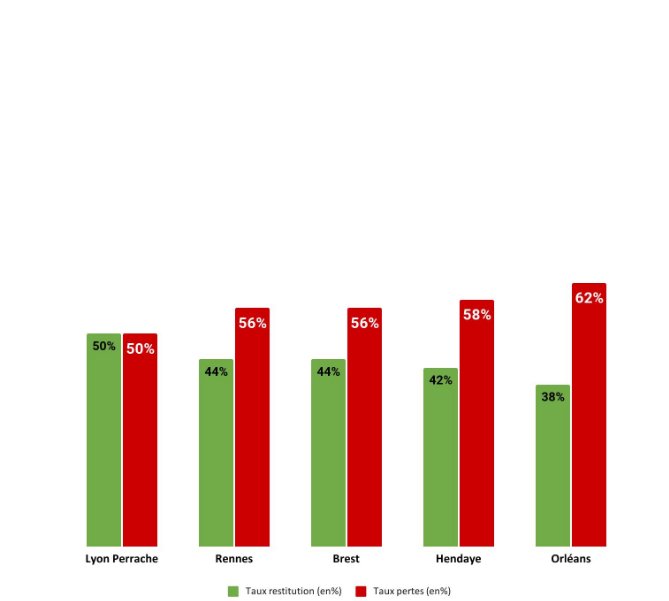 50% 50% 44% 56% 44% 56% 42% 58% 38% 62%
Lyon Perrache Rennes Brest Hendaye Orléans
Taux restitution (en%) Taux pertes (en%)